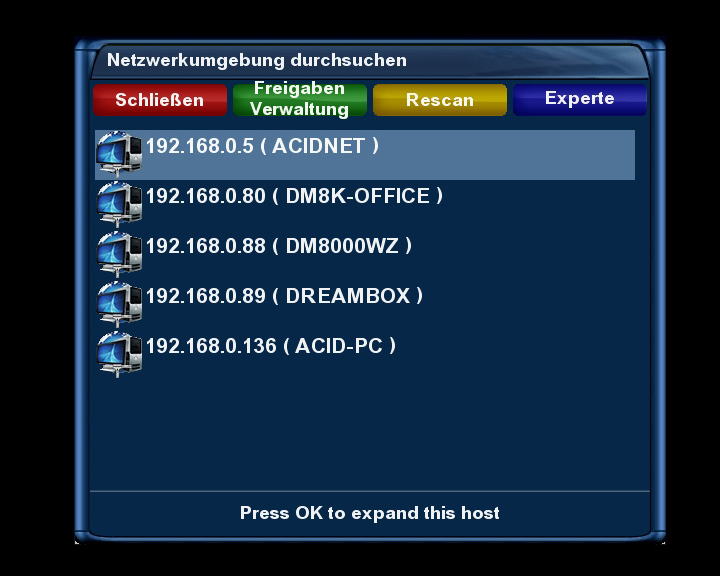 Netzwerkumgebung durchsuchen
Schließen
Freigaben
Verwaltung
Rescan
Experte
192.168.0.5 ( ACIDNET )
192.168.0.80 ( DM8K-OFFICE )
192.168.0.88 ( DM8000WZ )
192.168.0.89 ( DREAMBOX )
192.168.0.136 ( ACID-PC )
Press OK to expand this host